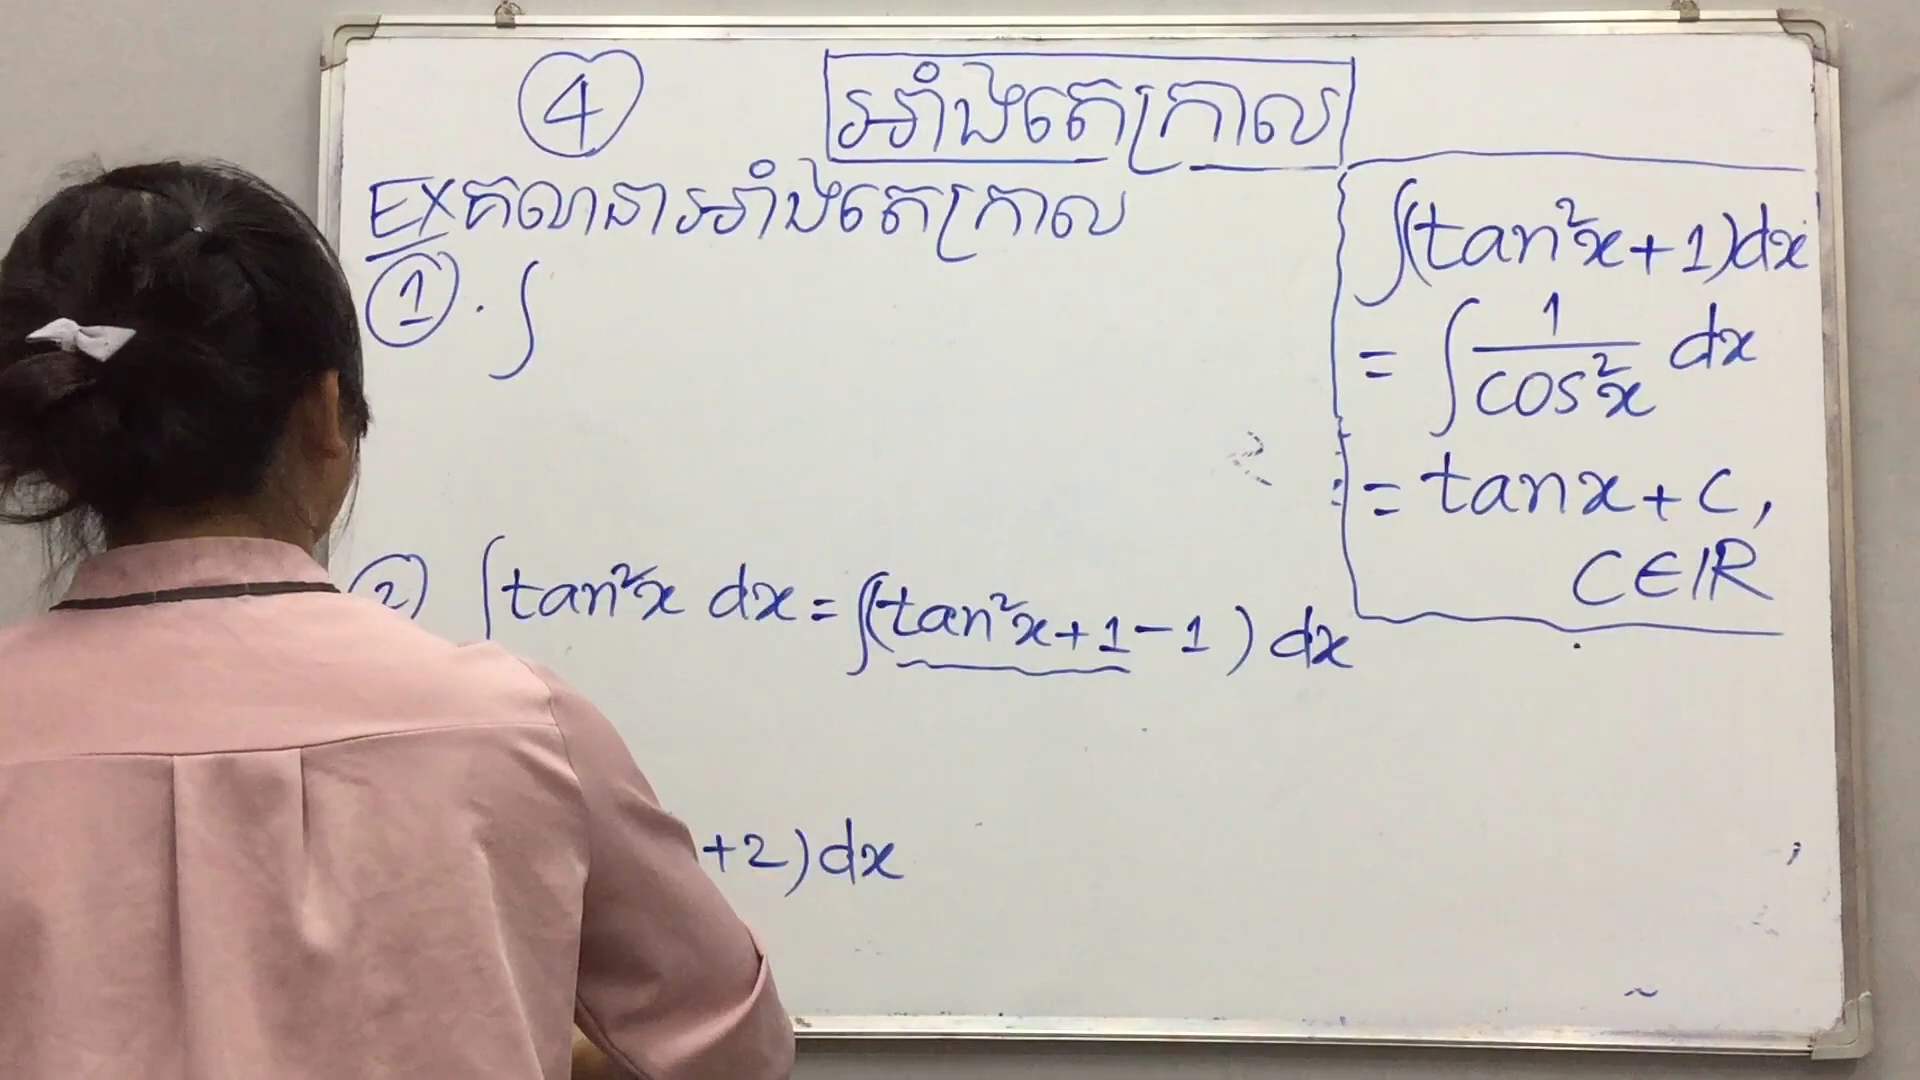 ④ អាំងតេក្រាល
EX គណនាអាំងតេក្រាល
① . ∫
② ∫tan²x dx = ∫(tan²x+1-1) dx
+2) dx
∫(tan²x+1)dx
= ∫ 1/cos²x dx
= tanx + c,
C∈IR